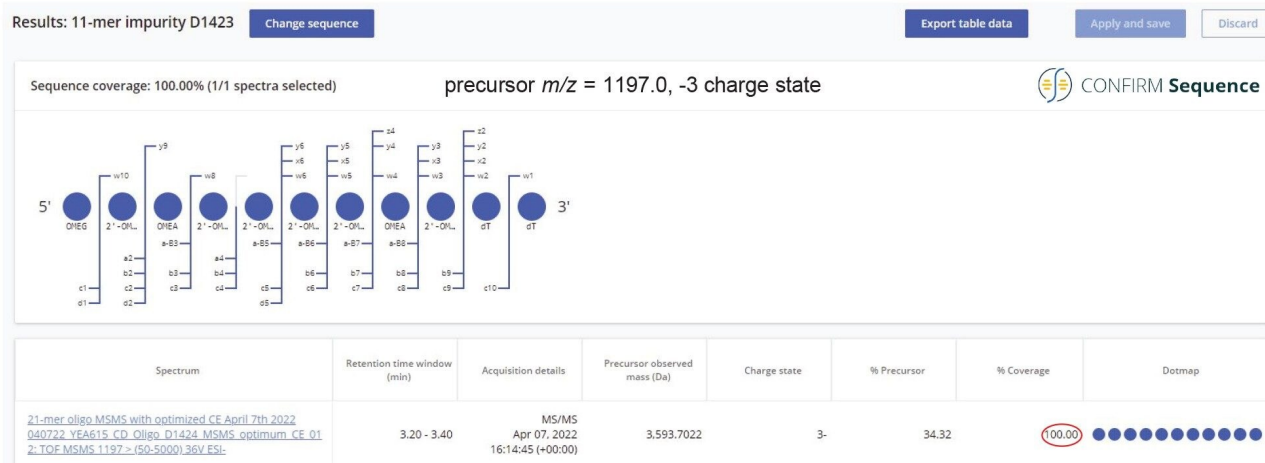 Results: 11-mer impurity D1423 Change sequence Export table data Apply and save Discard
Sequence coverage: 100.00% (1/1 spectra selected) precursor m/z = 1197.0, -3 charge state CONFIRM Sequence
z4 z2
y9 y6 y5 y4 y3 y2
x6 x5 x3 x2
w10 w8 w6 w5 w4 w3 w2 w1
5' 3'
OMEG 2'-OM… OMEA 2'-OM… 2'-OM… 2'-OM… 2'-OM… OMEA 2'-OM… dT dT
a-B3 a-B5 a-B6 a-B7 a-B8
a2 a4
b2 b3 b4 b6 b7 b8 b9
c1 c2 c3 c4 c5 c6 c7 c8 c9 c10
d1 d2 d5
Spectrum Retention time window (min) Acquisition details Precursor observed mass (Da) Charge state % Precursor % Coverage Dotmap
21-mer oligo MSMS with optimized CE April 7th 2022
040722_YEA615_CD_Oligo_D1424_MSMS_optimum_CE_01
2: TOF MSMS 1197 > (50-5000) 36V ESI-
3.20 - 3.40
MS/MS
Apr 07, 2022
16:14:45 (+00:00)
3,593.7022
3-
34.32
100.00